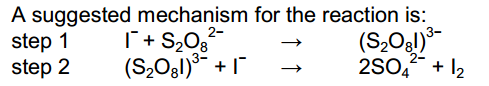 A suggested mechanism for the reaction is:
step 1 I⁻ + S₂O₈²⁻ → (S₂O₈I)³⁻
step 2 (S₂O₈I)³⁻ + I⁻ → 2SO₄²⁻ + I₂